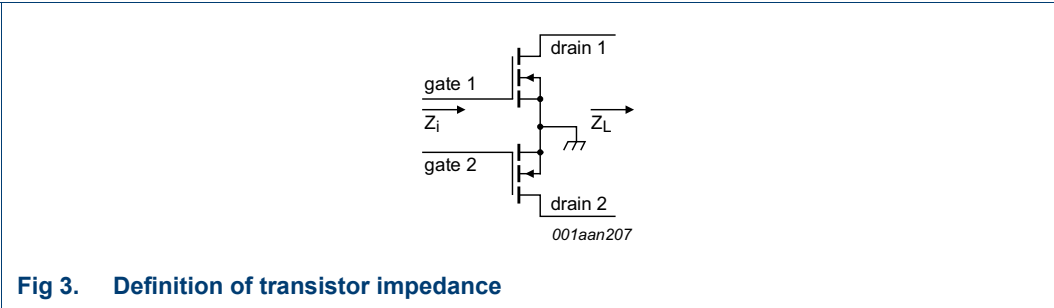 drain 1
gate 1
Zi
ZL
gate 2
drain 2
001aan207
Fig 3. Definition of transistor impedance